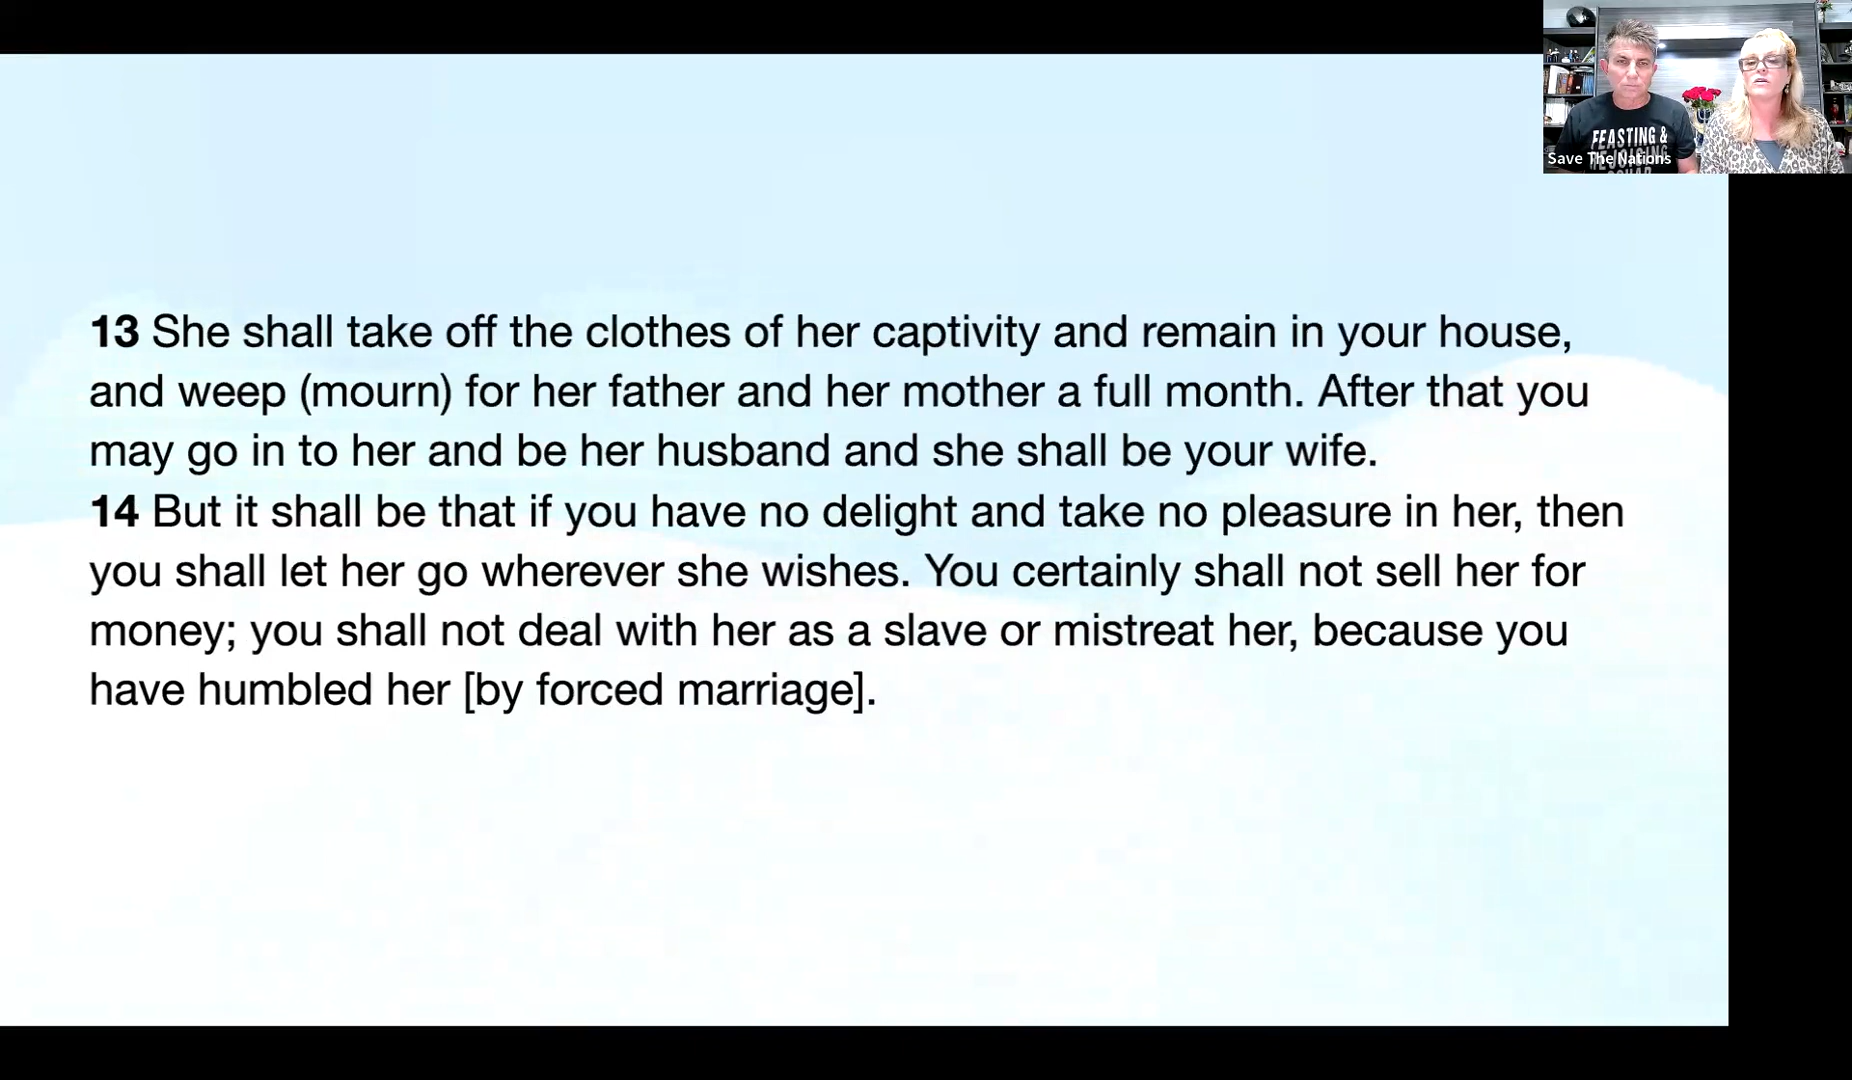 13 She shall take off the clothes of her captivity and remain in your house,
and weep (mourn) for her father and her mother a full month. After that you
may go in to her and be her husband and she shall be your wife.
14 But it shall be that if you have no delight and take no pleasure in her, then
you shall let her go wherever she wishes. You certainly shall not sell her for
money; you shall not deal with her as a slave or mistreat her, because you
have humbled her [by forced marriage].
FEASTING &
Save The Nations